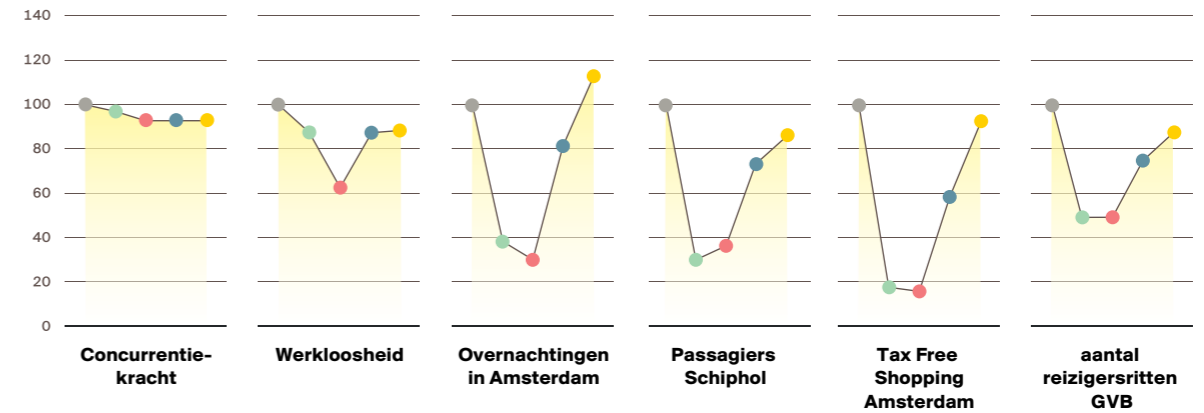 140
120
100
80
60
40
20
0
Concurrentie-
kracht
Werkloosheid
Overnachtingen
in Amsterdam
Passagiers
Schiphol
Tax Free
Shopping
Amsterdam
aantal
reizigersritten
GVB